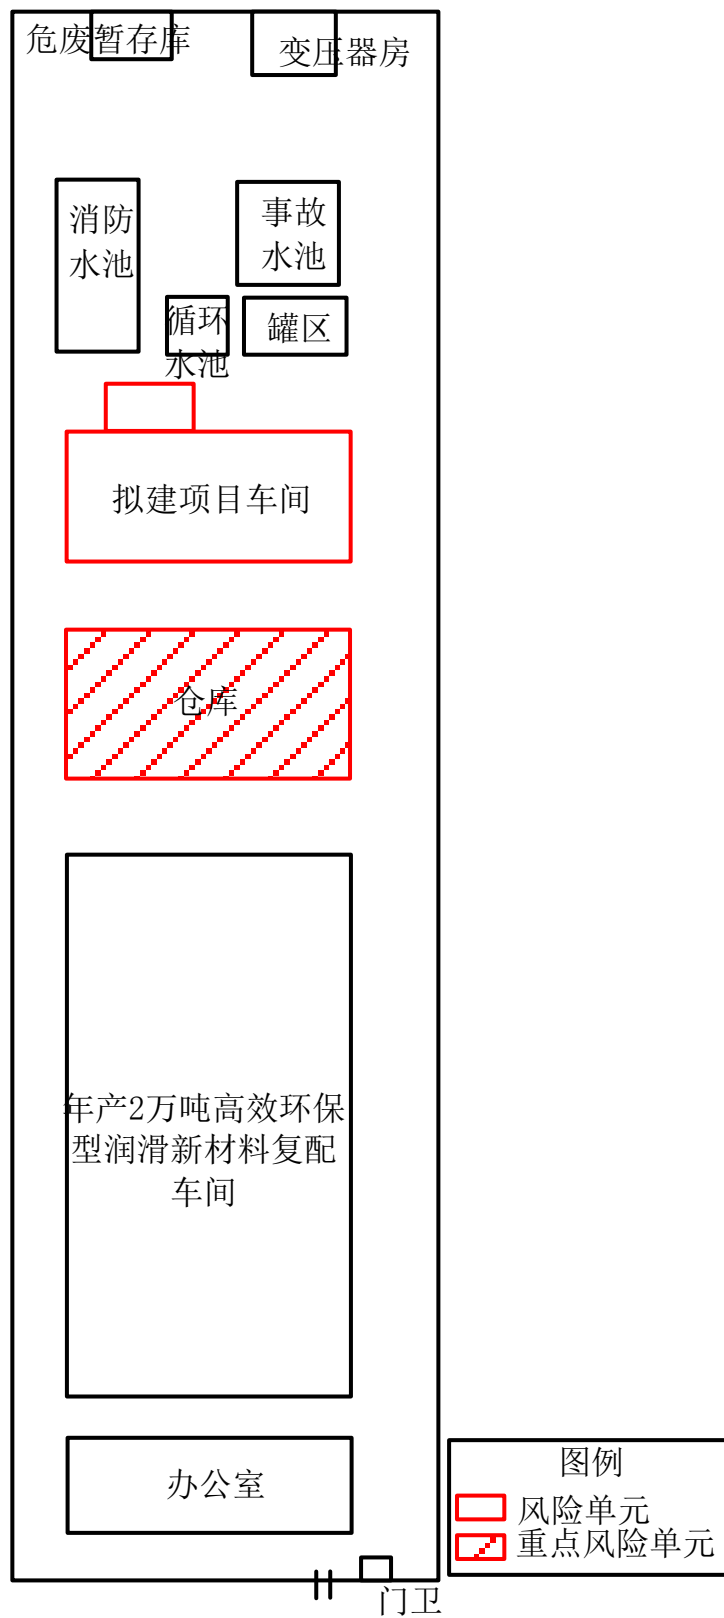 危废暂存库
变压器房
消防
水池
事故
水池
循环
水池
罐区
拟建项目车间
仓库
年产2万吨高效环保
型润滑新材料复配
车间
办公室
图例
风险单元
重点风险单元
门卫